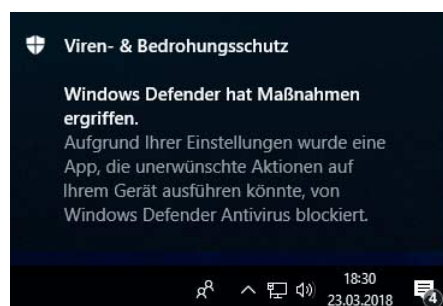 Viren- & Bedrohungsschutz
Windows Defender hat Maßnahmen
ergriffen.
Aufgrund Ihrer Einstellungen wurde eine
App, die unerwünschte Aktionen auf
Ihrem Gerät ausführen könnte, von
Windows Defender Antivirus blockiert.
18:30
23.03.2018
4